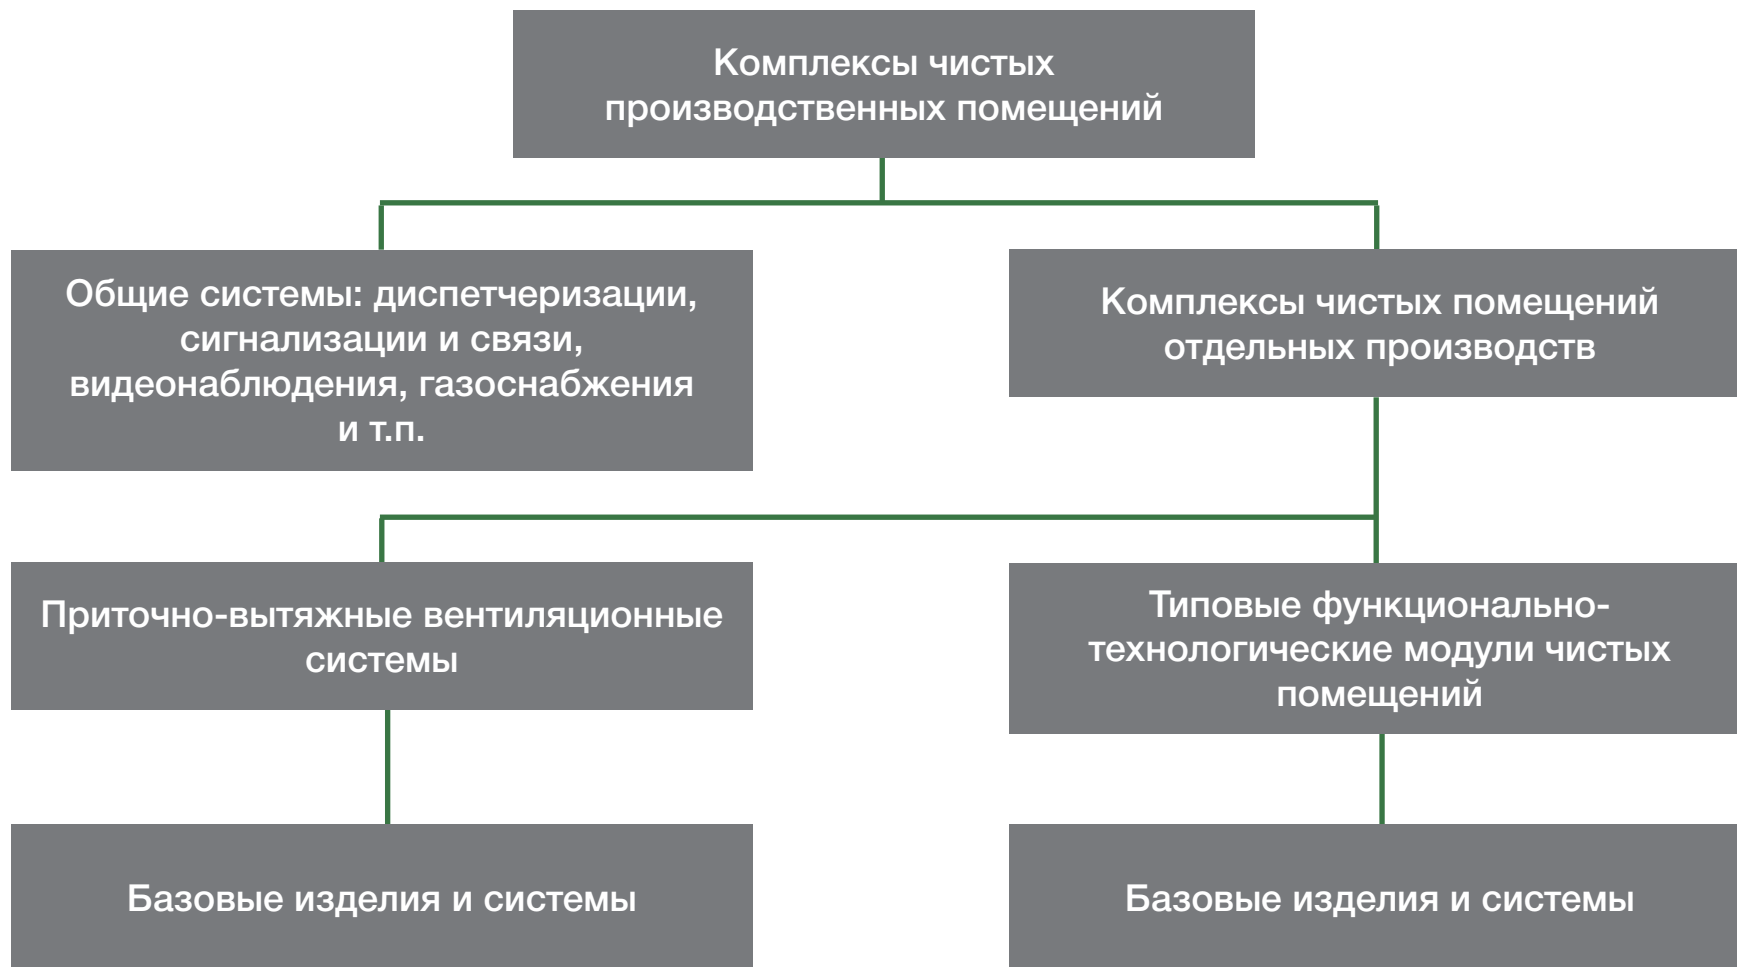 Комплексы чистых
производственных помещений
Общие системы: диспетчеризации,
сигнализации и связи,
видеонаблюдения, газоснабжения
и т.п.
Комплексы чистых помещений
отдельных производств
Приточно-вытяжные вентиляционные
системы
Типовые функционально-
технологические модули чистых
помещений
Базовые изделия и системы
Базовые изделия и системы